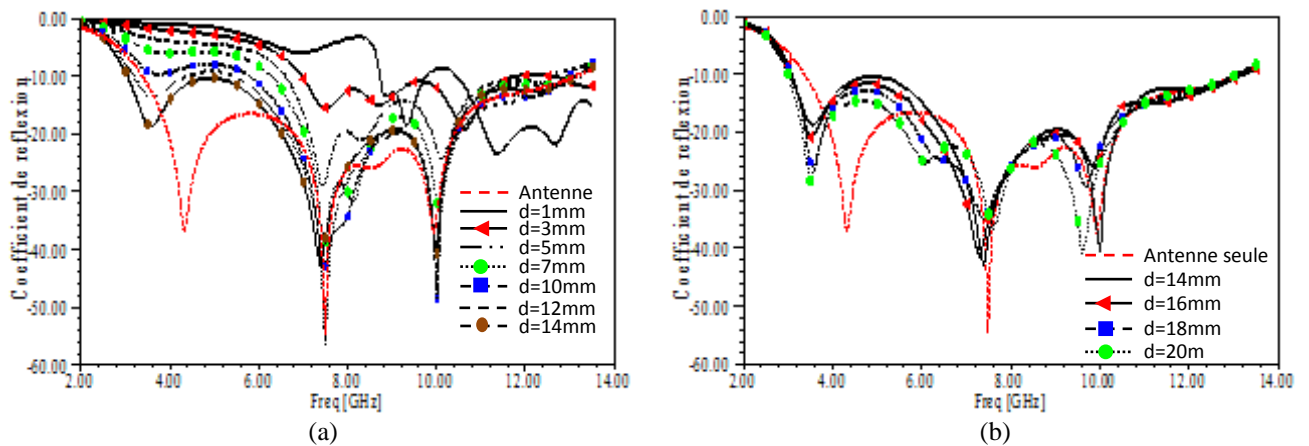 0.00
-10.00
-20.00
-30.00
-40.00
-50.00
-60.00
Coefficient de reflexion
2.00 4.00 6.00 8.00 10.00 12.00 14.00
Freq [GHz]
Antenne
d=1mm
d=3mm
d=5mm
d=7mm
d=10mm
d=12mm
d=14mm
(a)
0.00
-10.00
-20.00
-30.00
-40.00
-50.00
-60.00
Coefficient de reflexion
2.00 4.00 6.00 8.00 10.00 12.00 14.00
Freq [GHz]
Antenne seule
d=14mm
d=16mm
d=18mm
d=20m
(b)